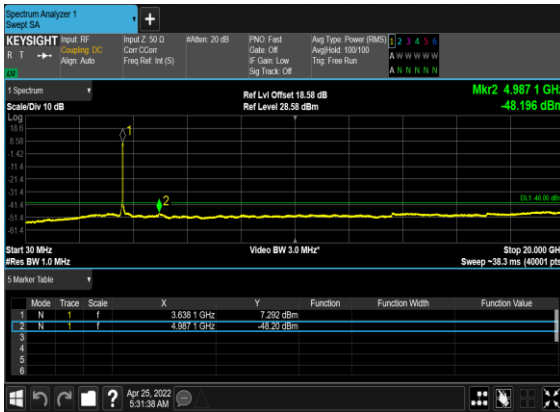 Spectrum Analyzer 1
Swept SA
KEYSIGHT Input: RF Input Z: 50 Ω #Atten: 20 dB PNO: Fast Avg Type: Power (RMS) 1 2 3 4 5 6
R T Coupling: DC Corr CCorr Gate: Off Avg|Hold: 100/100 A W W W W W
Align: Auto Freq Ref: Int (S) IF Gain: Low Trig: Free Run
Sig Track: Off A N N N N N
1 Spectrum Ref Lvl Offset 18.58 dB Mkr2 4.987 1 GHz
Scale/Div 10 dB Ref Level 28.58 dBm -48.196 dBm
Log
18.6
1
8.58
-1.42
-11.4
-21.4
-31.4
2
DL1 -40.00 dBm
-41.4
-51.4
-61.4
Start 30 MHz Video BW 3.0 MHz* Stop 20.000 GHz
#Res BW 1.0 MHz Sweep ~38.3 ms (40001 pts)
5 Marker Table
Mode Trace Scale X Y Function Function Width Function Value
1 N 1 f 3.638 1 GHz 7.292 dBm
2 N 1 f 4.987 1 GHz -48.20 dBm
3
4
5
6
? Apr 25, 2022
5:31:38 AM